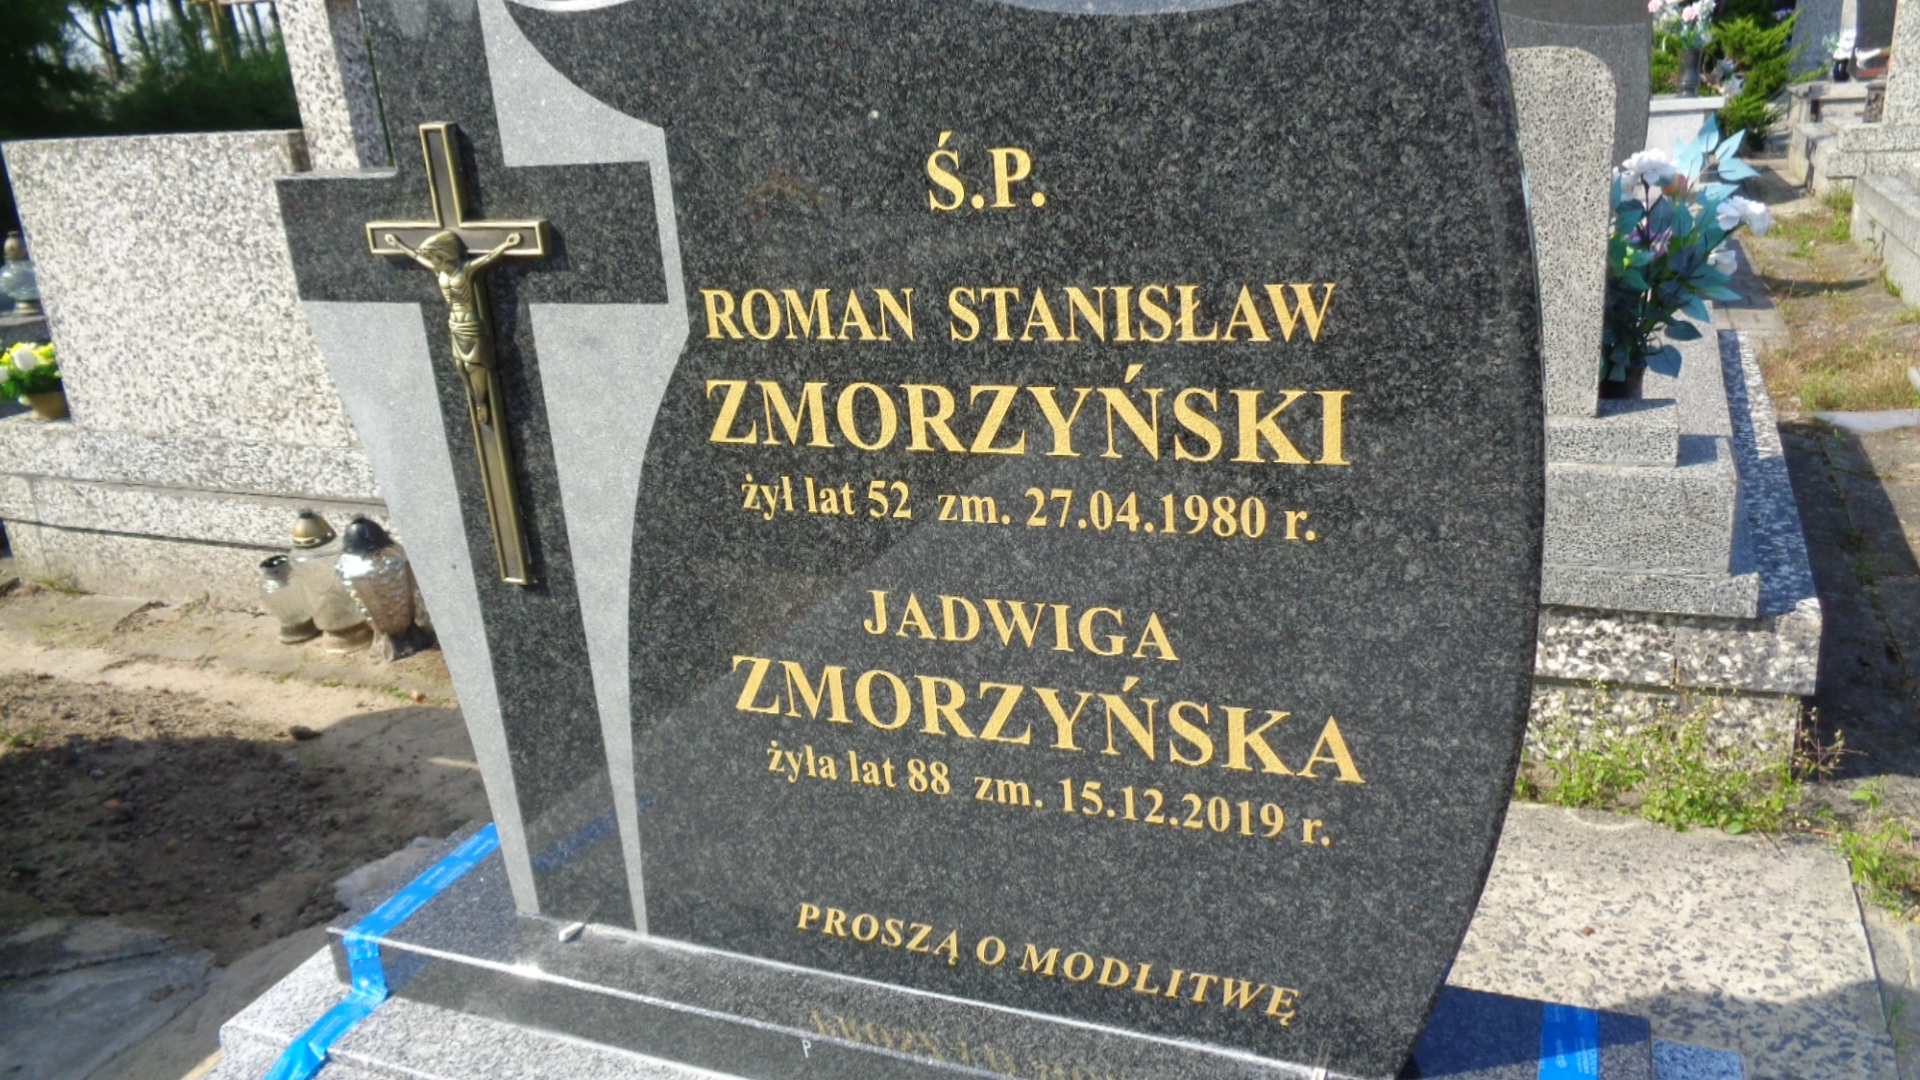 Ś.P.
ROMAN STANISŁAW
ZMORZYŃSKI
żył lat 52 zm. 27.04.1980 r.
JADWIGA
ZMORZYŃSKA
żyła lat 88 zm. 15.12.2019 r.
PROSZĄ O MODLITWĘ